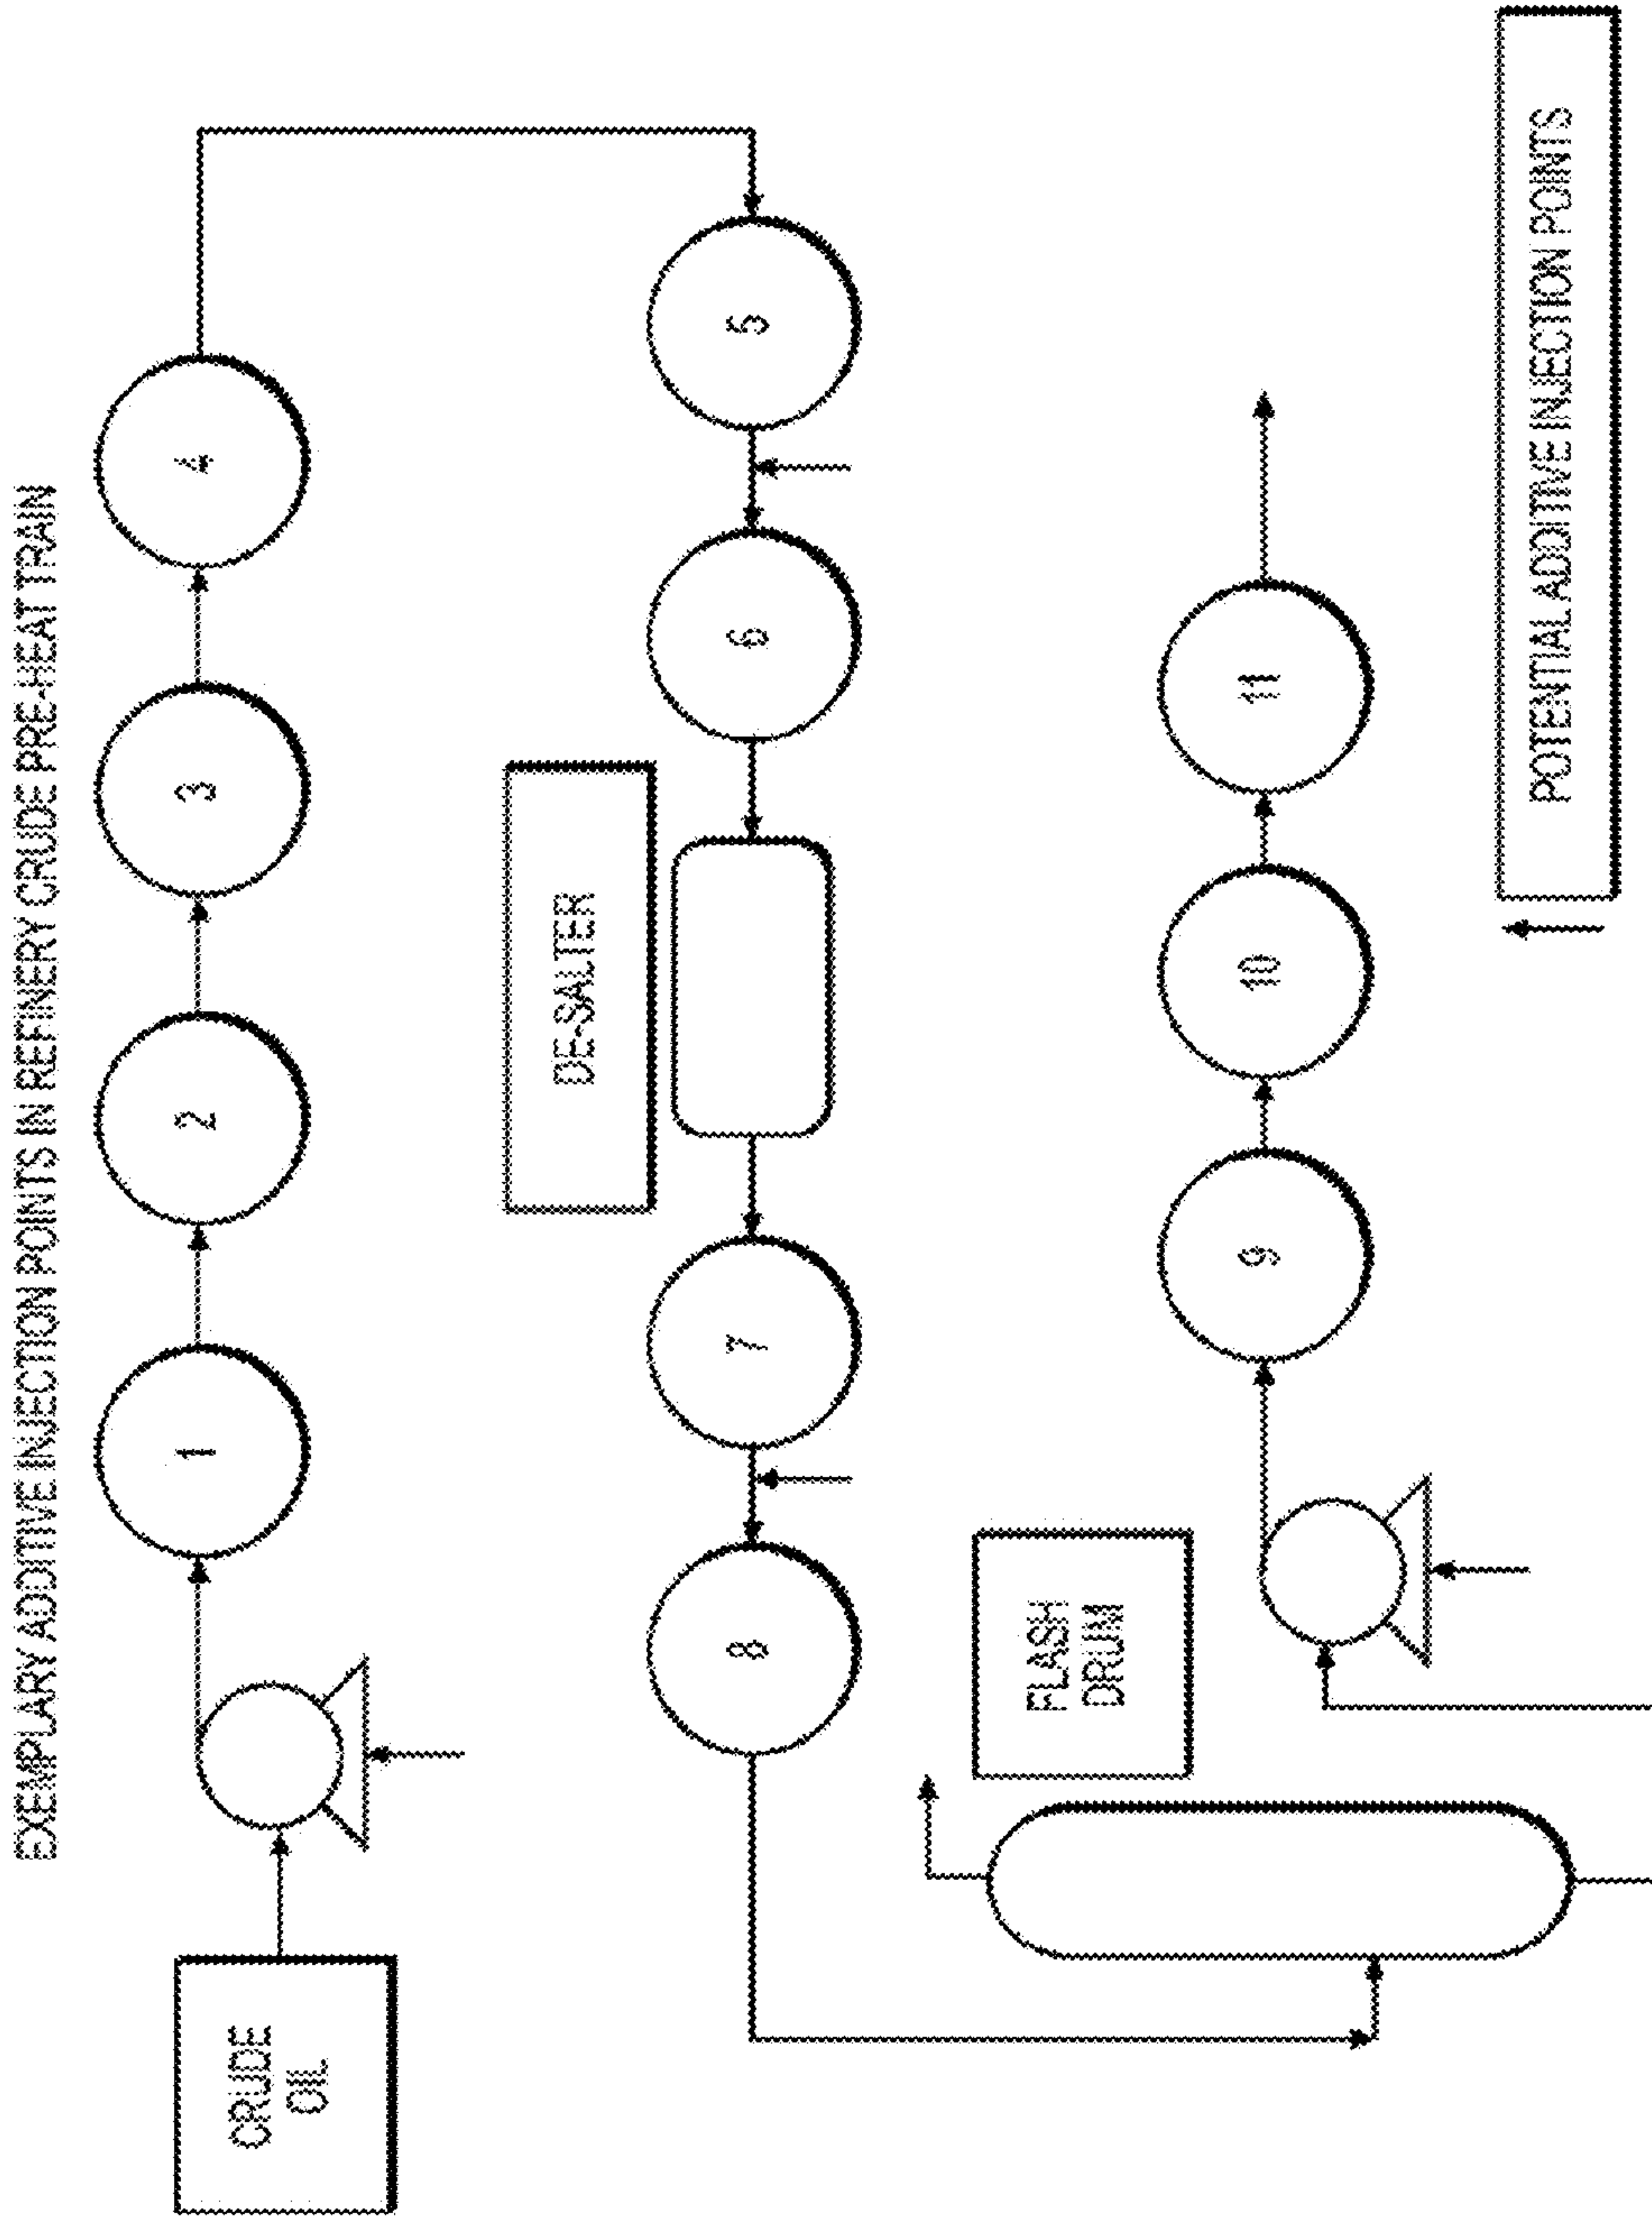 EXEMPLARY ADDITIVE INJECTION POINTS IN REFINERY CRUDE PRE-HEAT TRAIN
CRUDE
OIL
1
2
3
4
DE-SALTER
8
7
6
5
FLASH
DRUM
9
10
11
POTENTIAL ADDITIVE INJECTION POINTS